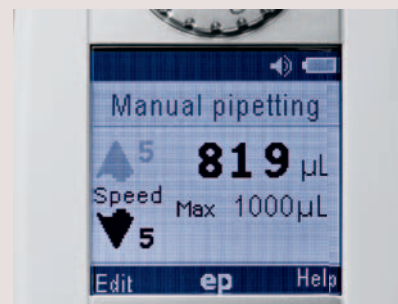 Manual pipetting
5 819 µL
Speed Max 1000µL
5
Edit ep Help